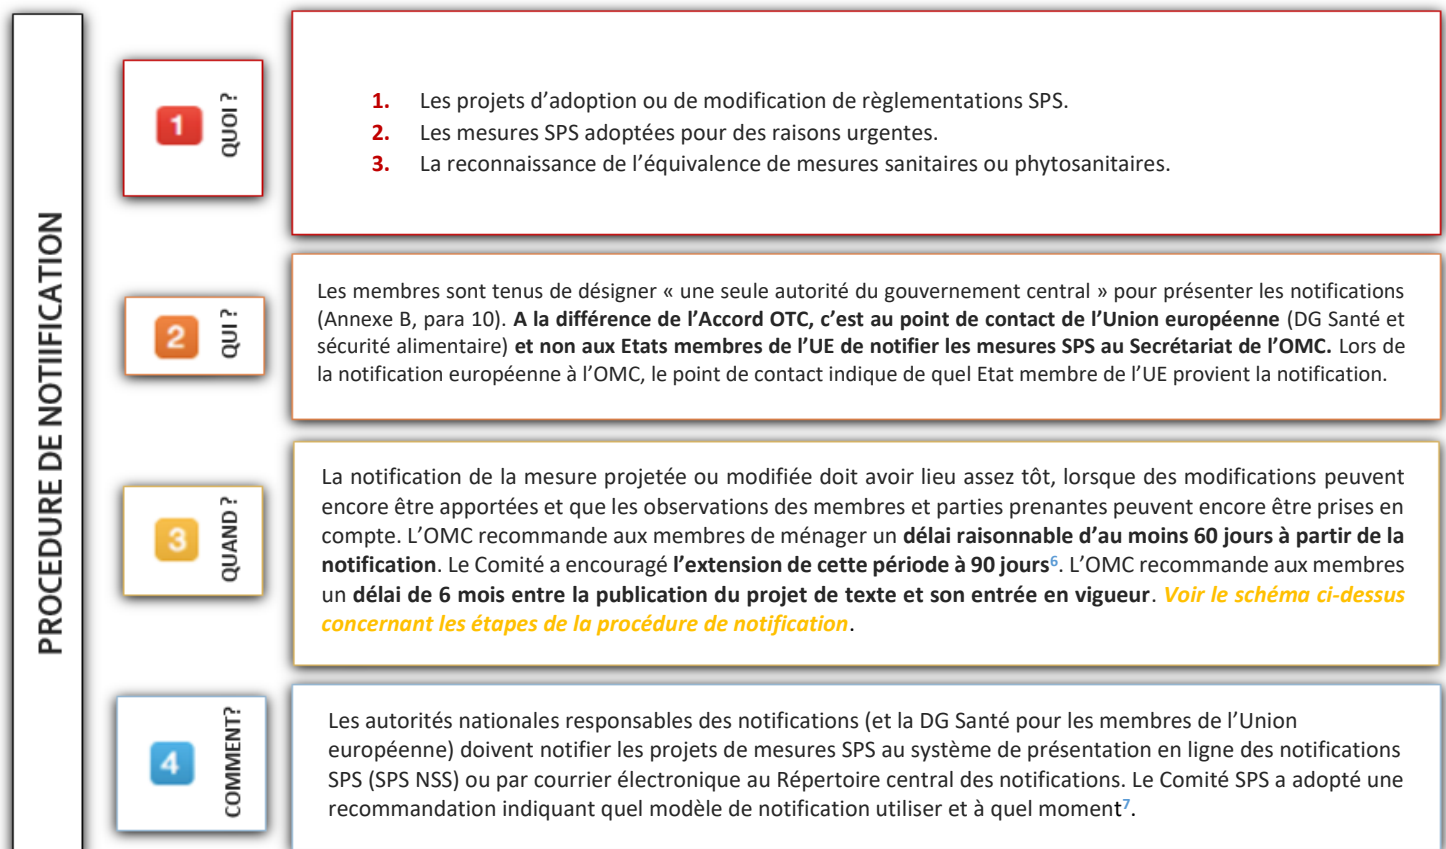 PROCEDURE DE NOTIIFICATION
1
QUOI ?
1. Les projets d’adoption ou de modification de règlementations SPS.
2. Les mesures SPS adoptées pour des raisons urgentes.
3. La reconnaissance de l’équivalence de mesures sanitaires ou phytosanitaires.
2
QUI ?
Les membres sont tenus de désigner « une seule autorité du gouvernement central » pour présenter les notifications
(Annexe B, para 10). A la différence de l’Accord OTC, c’est au point de contact de l’Union européenne (DG Santé et
sécurité alimentaire) et non aux Etats membres de l’UE de notifier les mesures SPS au Secrétariat de l’OMC. Lors de
la notification européenne à l’OMC, le point de contact indique de quel Etat membre de l’UE provient la notification.
3
QUAND ?
La notification de la mesure projetée ou modifiée doit avoir lieu assez tôt, lorsque des modifications peuvent
encore être apportées et que les observations des membres et parties prenantes peuvent encore être prises en
compte. L’OMC recommande aux membres de ménager un délai raisonnable d’au moins 60 jours à partir de la
notification. Le Comité a encouragé l’extension de cette période à 90 jours⁶. L’OMC recommande aux membres
un délai de 6 mois entre la publication du projet de texte et son entrée en vigueur. Voir le schéma ci-dessus
concernant les étapes de la procédure de notification.
4
COMMENT?
Les autorités nationales responsables des notifications (et la DG Santé pour les membres de l’Union
européenne) doivent notifier les projets de mesures SPS au système de présentation en ligne des notifications
SPS (SPS NSS) ou par courrier électronique au Répertoire central des notifications. Le Comité SPS a adopté une
recommandation indiquant quel modèle de notification utiliser et à quel moment⁷.